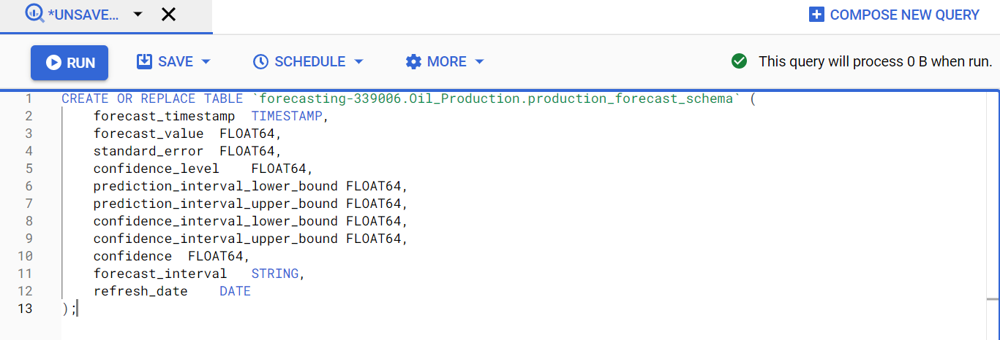 *UNSAVE...
COMPOSE NEW QUERY
RUN SAVE SCHEDULE MORE This query will process 0 B when run.
1 CREATE OR REPLACE TABLE `forecasting-339006.Oil_Production.production_forecast_schema` (
2 forecast_timestamp TIMESTAMP,
3 forecast_value FLOAT64,
4 standard_error FLOAT64,
5 confidence_level FLOAT64,
6 prediction_interval_lower_bound FLOAT64,
7 prediction_interval_upper_bound FLOAT64,
8 confidence_interval_lower_bound FLOAT64,
9 confidence_interval_upper_bound FLOAT64,
10 confidence FLOAT64,
11 forecast_interval STRING,
12 refresh_date DATE
13 );